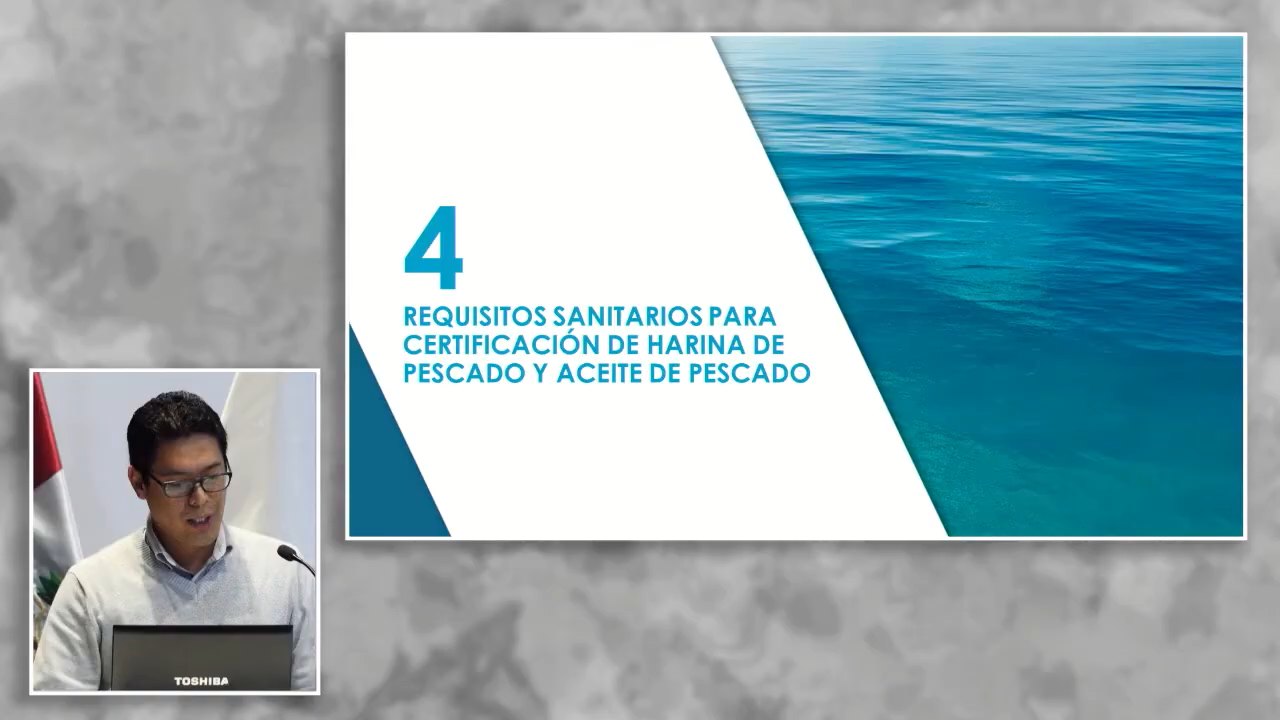 4
REQUISITOS SANITARIOS PARA
CERTIFICACIÓN DE HARINA DE
PESCADO Y ACEITE DE PESCADO
TOSHIBA